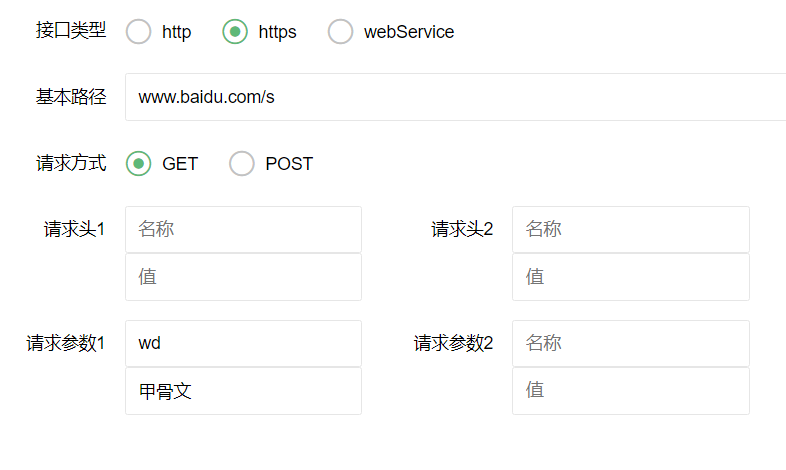 接口类型 http https webService
基本路径 www.baidu.com/s
请求方式 GET POST
请求头1 名称 请求头2 名称
值 值
请求参数1 wd 请求参数2 名称
甲骨文 值